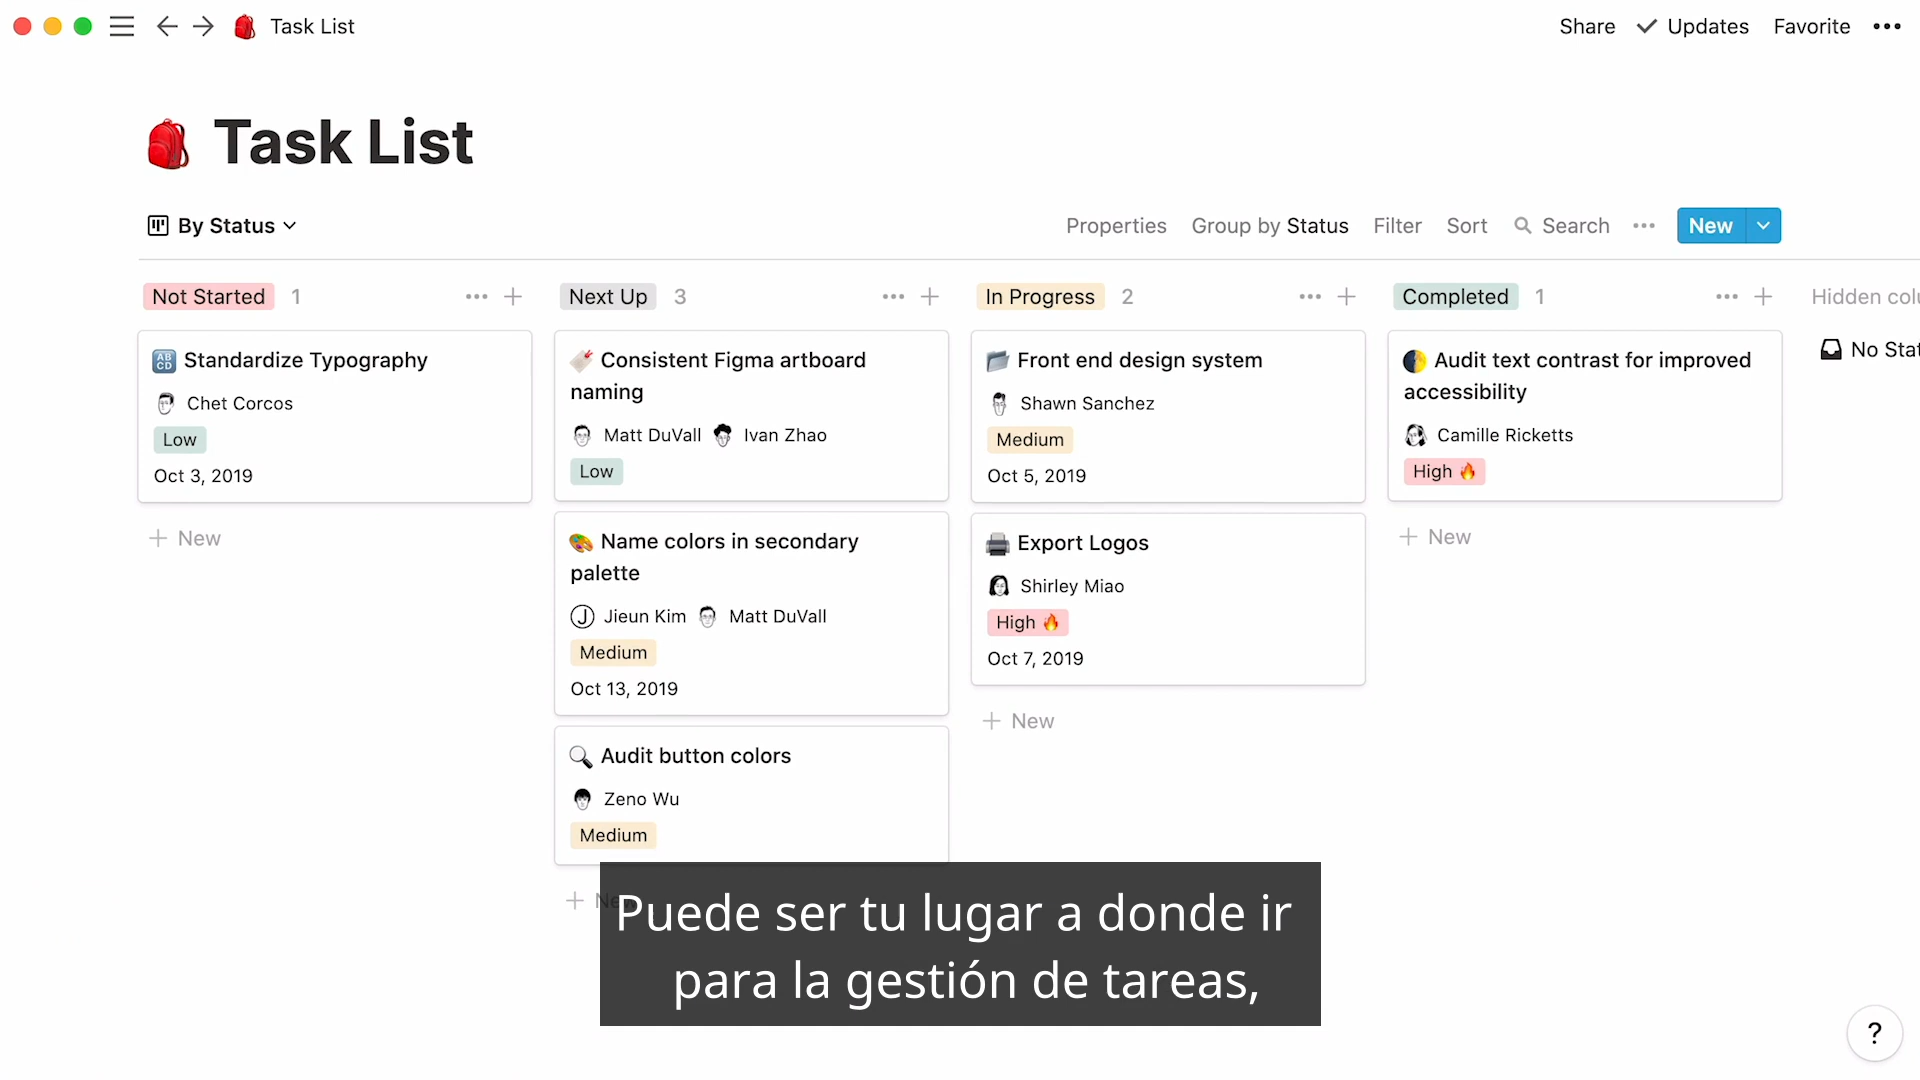 Task List
Share
Updates
Favorite
Task List
By Status
Properties
Group by Status
Filter
Sort
Search
New
Not Started 1
Standardize Typography
Chet Corcos
Low
Oct 3, 2019
New
Next Up 3
Consistent Figma artboard
naming
Matt DuVall Ivan Zhao
Low
Name colors in secondary
palette
J Jieun Kim Matt DuVall
Medium
Oct 13, 2019
Audit button colors
Zeno Wu
Medium
In Progress 2
Front end design system
Shawn Sanchez
Medium
Oct 5, 2019
Export Logos
Shirley Miao
High
Oct 7, 2019
New
Completed 1
Audit text contrast for improved
accessibility
Camille Ricketts
High
New
Hidden
No
Puede ser tu lugar a donde ir
para la gestión de tareas,
?